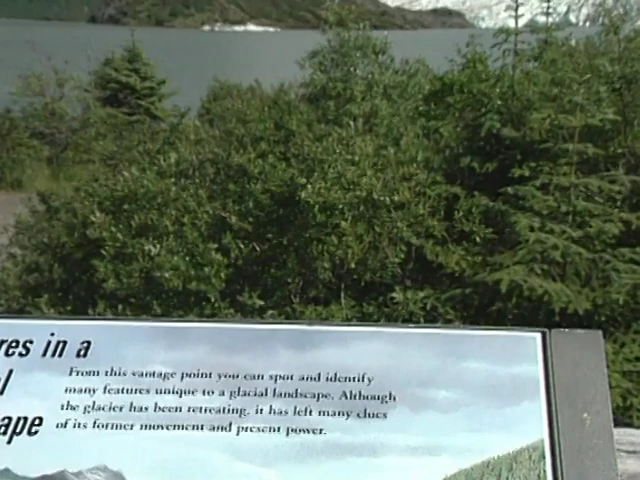 res in a
l
ape
From this vantage point you can spot and identify
many features unique to a glacial landscape. Although
the glacier has been retreating, it has left many clues
of its former movement and present power.